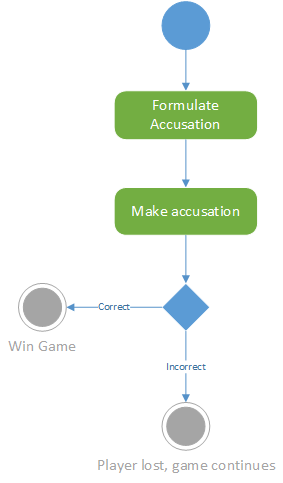 Formulate
Accusation
Make accusation
Correct
Win Game
Incorrect
Player lost, game continues